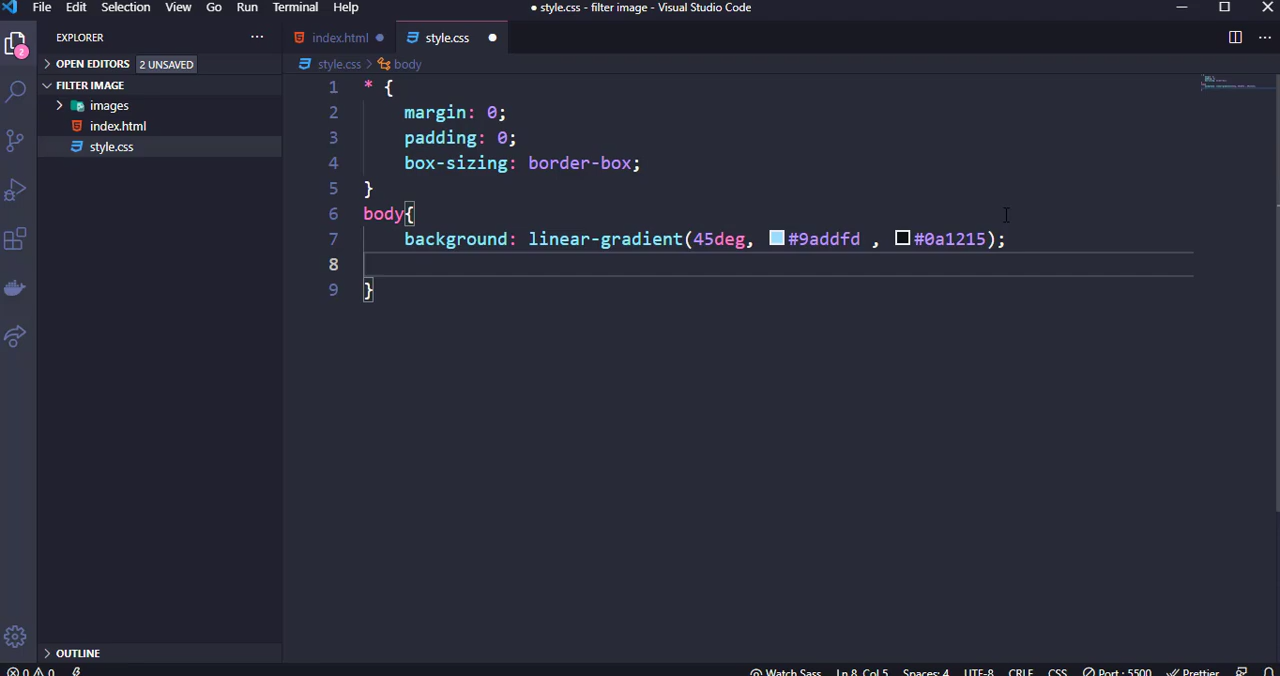 File Edit Selection View Go Run Terminal Help ● style.css - filter image - Visual Studio Code
EXPLORER ···
index.html ●
style.css ●
OPEN EDITORS 2 UNSAVED
style.css > body
FILTER IMAGE
images
index.html
style.css
2
1 * {
2 margin: 0;
3 padding: 0;
4 box-sizing: border-box;
5 }
6 body{
7 background: linear-gradient(45deg, #9addfd , #0a1215);
8
9 }
OUTLINE
0 0 Watch Sass Ln 8, Col 5 Spaces: 4 UTF-8 CRLF CSS Port : 5500 Prettier